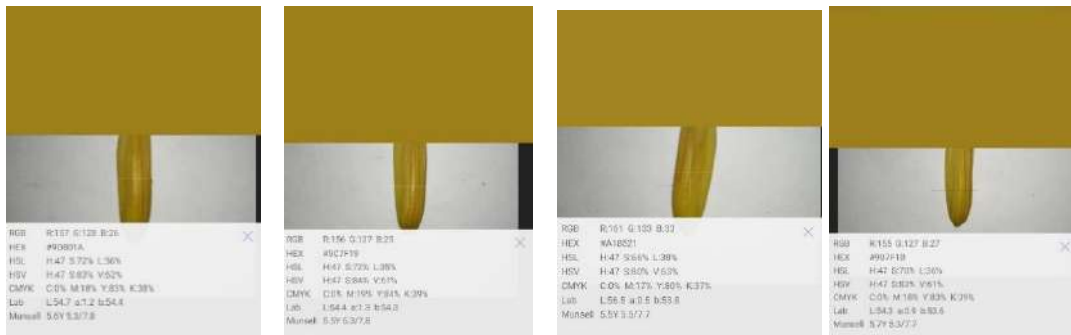 RGB R:157 G:128 B:26
HEX #9D801A
HSL H:47 S:72% L:36%
HSV H:47 S:83% V:62%
CMYK C:0% M:18% Y:83% K:38%
Lab L:54.7 a:1.2 b:54.4
Munsell 5.6Y 5.3/7.8
RGB R:156 G:127 B:25
HEX #9C7F19
HSL H:47 S:72% L:35%
HSV H:47 S:84% V:61%
CMYK C:0% M:19% Y:84% K:39%
Lab L:54.4 a:1.3 b:54.3
Munsell 5.5Y 5.3/7.8
RGB R:161 G:133 B:33
HEX #A18521
HSL H:47 S:66% L:38%
HSV H:47 S:80% V:63%
CMYK C:0% M:17% Y:80% K:37%
Lab L:56.5 a:0.5 b:53.8
Munsell 5.5/7.7
RGB R:155 G:127 B:27
HEX #9B7F1B
HSL H:47 S:70% L:36%
HSV H:47 S:83% V:61%
CMYK C:0% M:18% Y:83% K:39%
Lab L:54.3 a:0.9 b:53.6
Munsell 5.7Y 5.3/7.7